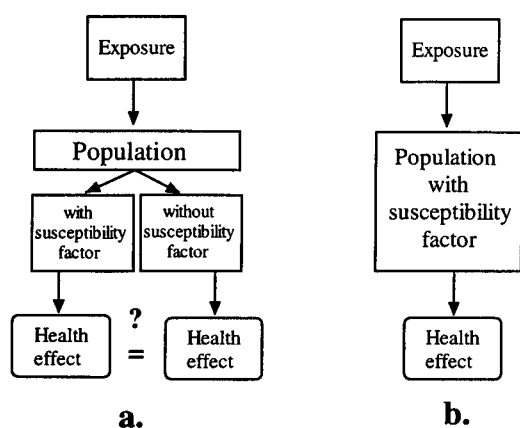 Exposure
Population
with
susceptibility
factor
without
susceptibility
factor
Health
effect
?
=
Health
effect
a.
Exposure
Population
with
susceptibility
factor
Health
effect
b.